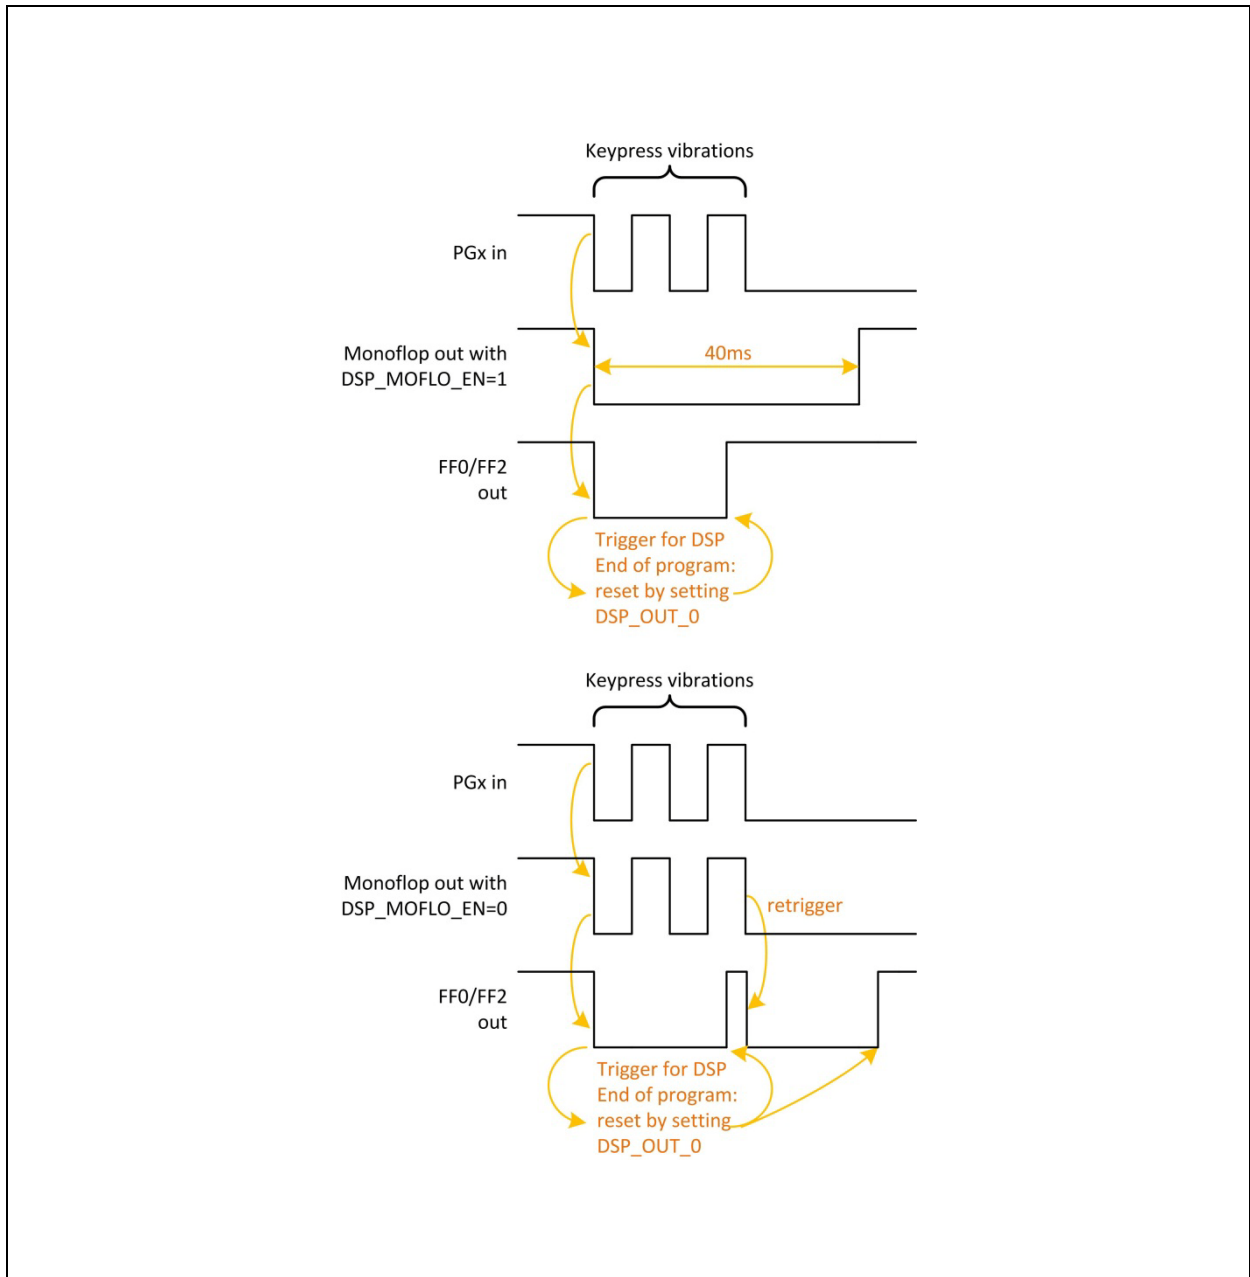 Keypress vibrations
PGx in
Monoflop out with
DSP_MOFLO_EN=1
40ms
FF0/FF2
out
Trigger for DSP
End of program:
reset by setting
DSP_OUT_0
Keypress vibrations
PGx in
Monoflop out with
DSP_MOFLO_EN=0
retrigger
FF0/FF2
out
Trigger for DSP
End of program:
reset by setting
DSP_OUT_0